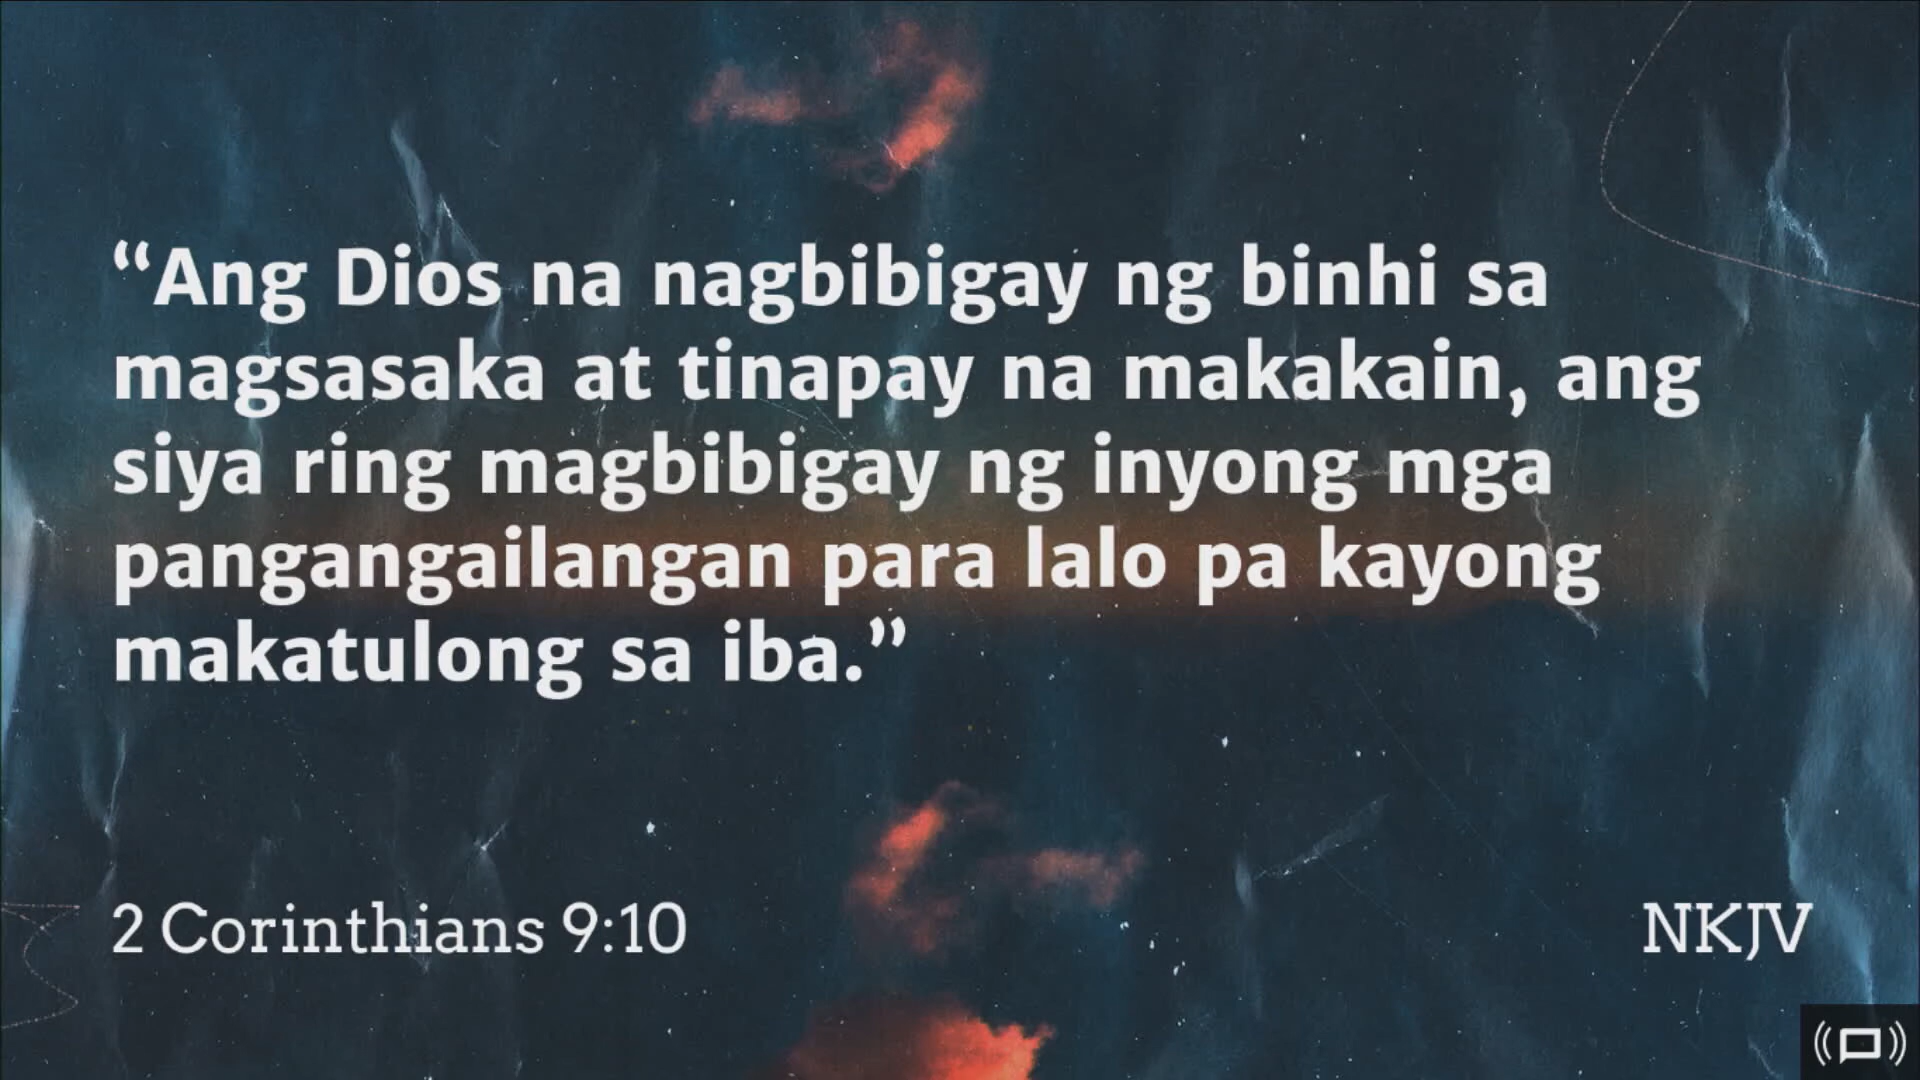 “Ang Dios na nagbibigay ng binhi sa
magsasaka at tinapay na makakain, ang
siya ring magbibigay ng inyong mga
pangangailangan para lalo pa kayong
makatulong sa iba.”
2 Corinthians 9:10
NKJV